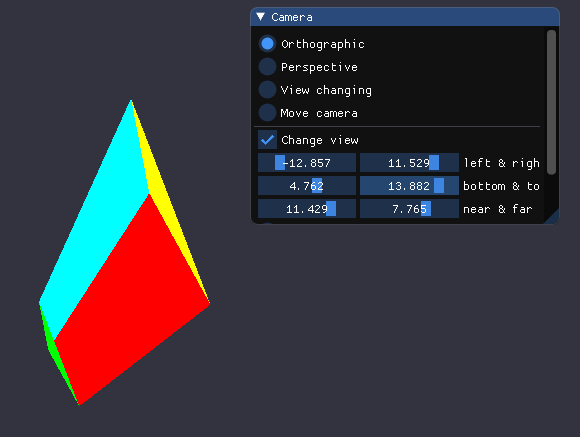 Camera
Orthographic
Perspective
View changing
Move camera
Change view
-12.857 11.529 left & righ
4.762 13.882 bottom & to
11.429 7.765 near & far